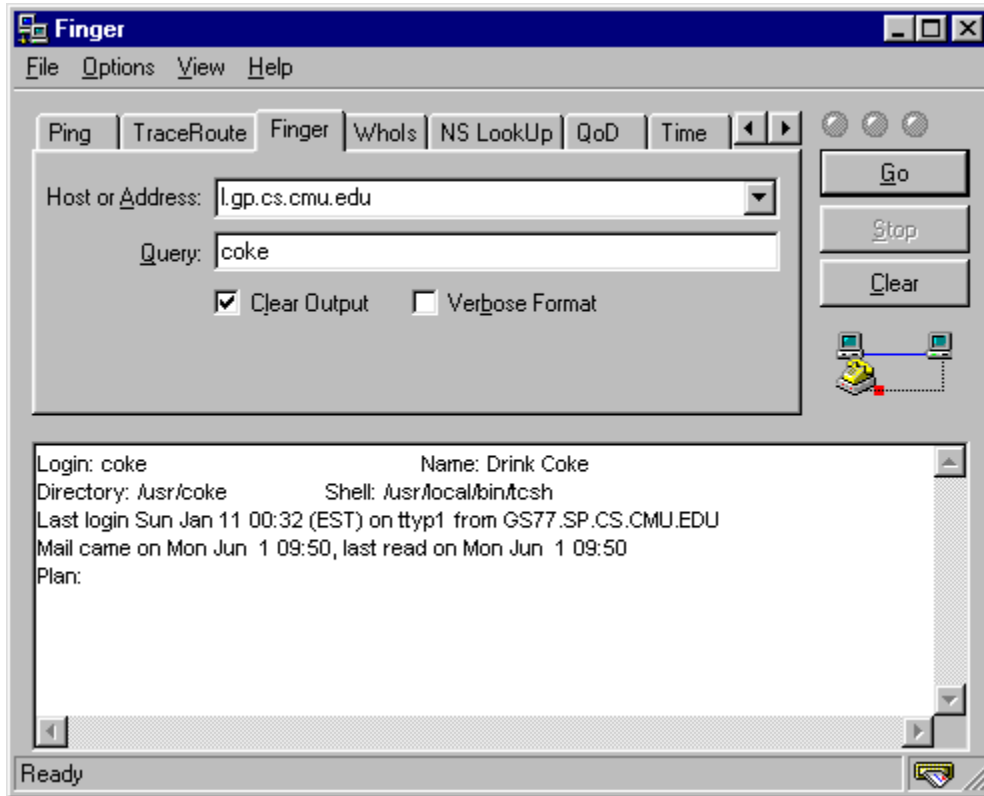 Finger
File Options View Help
Ping TraceRoute Finger WhoIs NS LookUp QoD Time
Go
Host or Address: l.gp.cs.cmu.edu
Stop
Query: coke
Clear
Clear Output Verbose Format
Login: coke Name: Drink Coke
Directory: /usr/coke Shell: /usr/local/bin/tcsh
Last login Sun Jan 11 00:32 (EST) on ttyp1 from GS77.SP.CS.CMU.EDU
Mail came on Mon Jun 1 09:50, last read on Mon Jun 1 09:50
Plan:
Ready